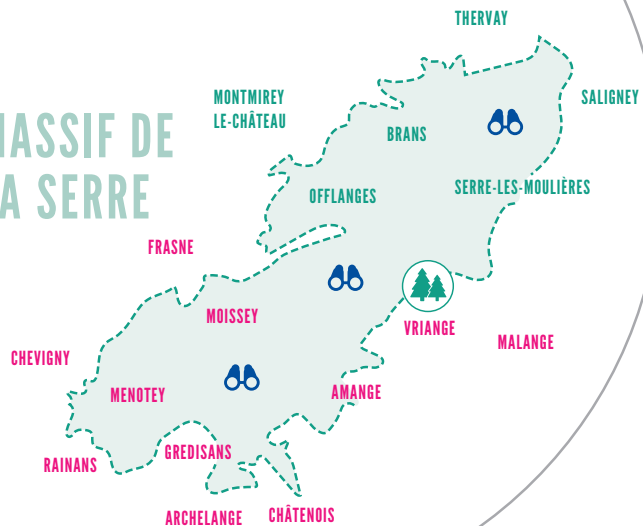 THERVAY
MONTMIREY
LE-CHÂTEAU
SALIGNEY
BRANS
ASSIF DE
A SERRE
OFFLANGES
SERRE-LES-MOULIÈRES
FRASNE
MOISSEY
VRIANGE
MALANGE
CHEVIGNY
MENOTEY
AMANGE
RAINANS
GREDISANS
ARCHELANGE
CHÂTENOIS